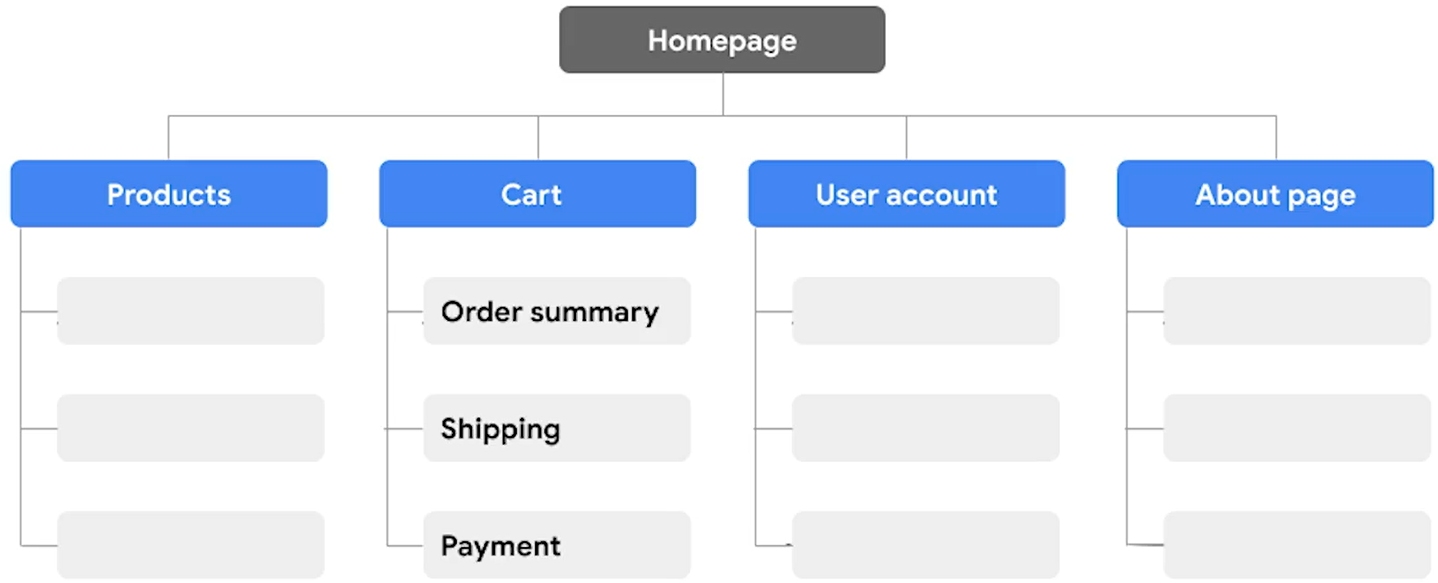 Homepage
Products
Cart
User account
About page
Order summary
Shipping
Payment